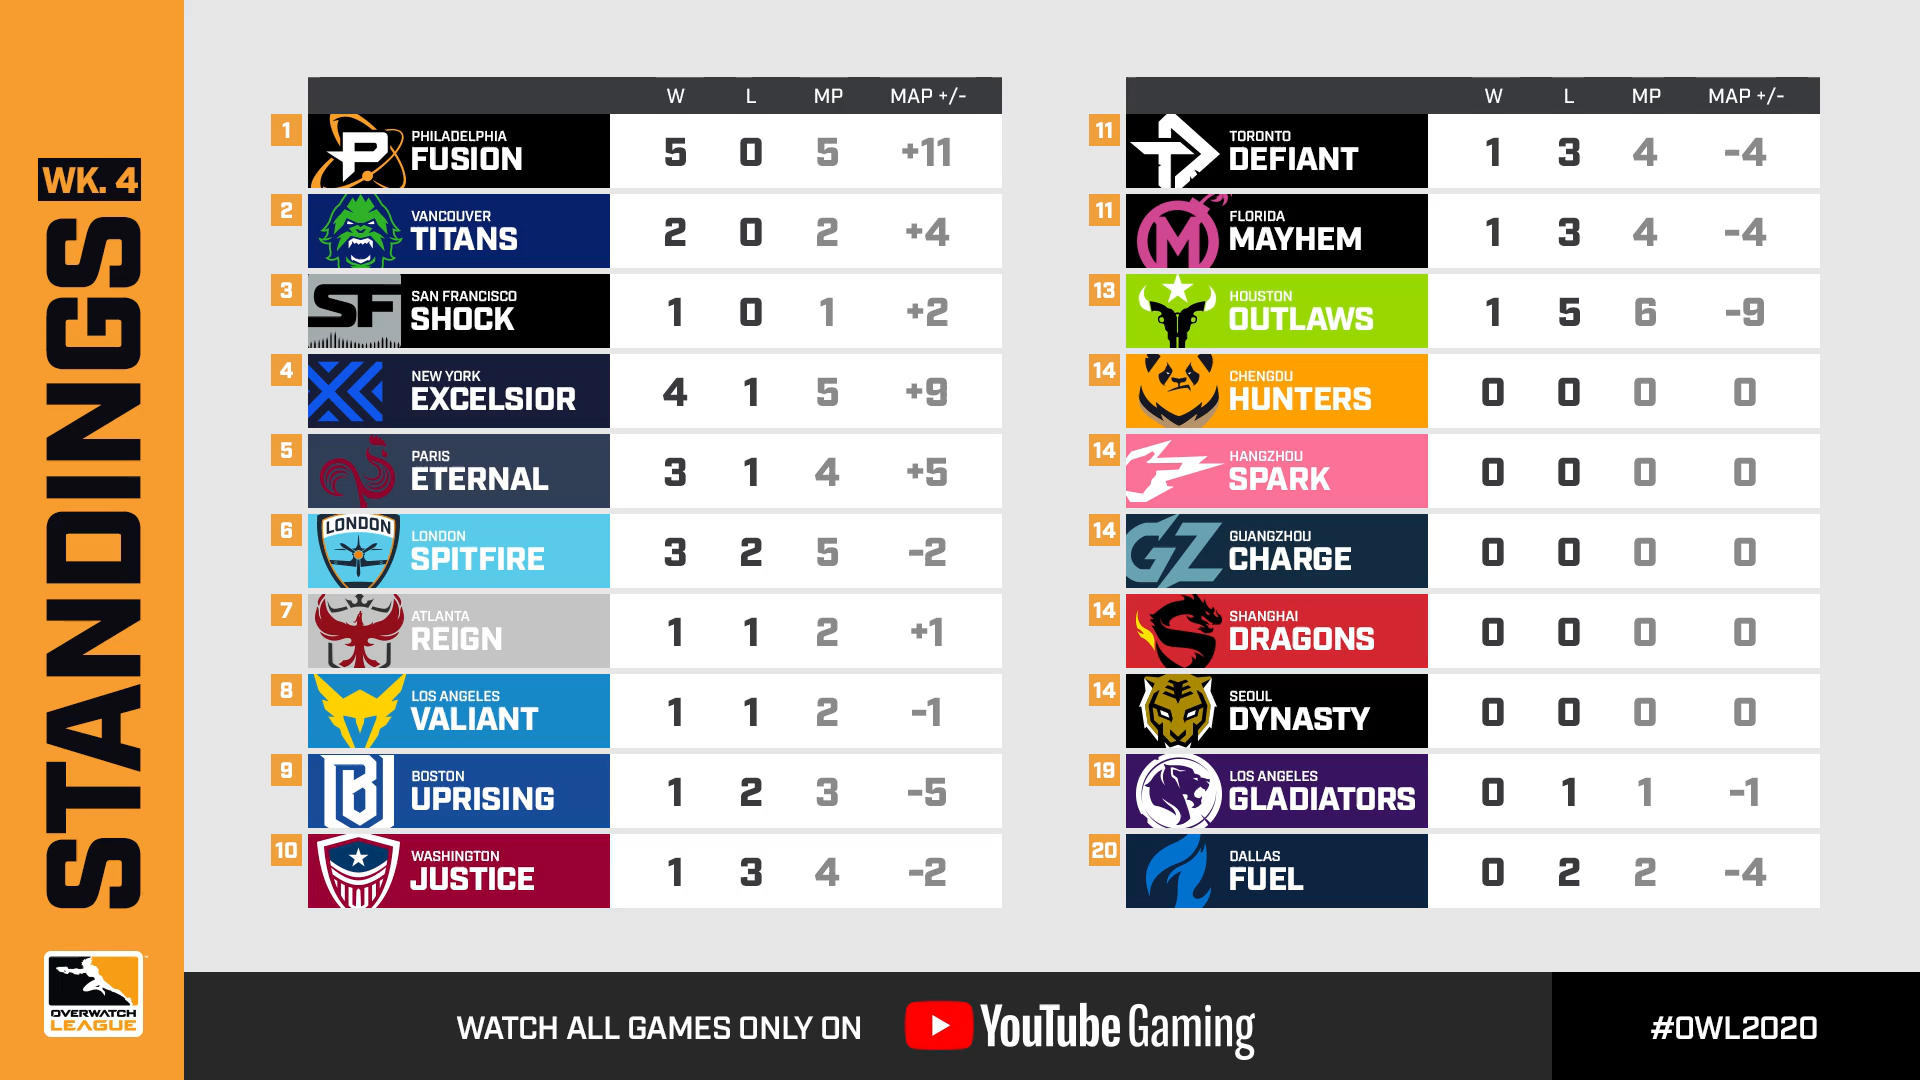 WK. 4
STANDINGS
OVERWATCH
LEAGUE
W L MP MAP +/-
1 PHILADELPHIA
FUSION 5 0 5 +11
2 VANCOUVER
TITANS 2 0 2 +4
3 SF SAN FRANCISCO
SHOCK 1 0 1 +2
4 NEW YORK
EXCELSIOR 4 1 5 +9
5 PARIS
ETERNAL 3 1 4 +5
6 LONDON LONDON
SPITFIRE 3 2 5 -2
7 ATLANTA
REIGN 1 1 2 +1
8 LOS ANGELES
VALIANT 1 1 2 -1
9 B BOSTON
UPRISING 1 2 3 -5
10 WASHINGTON
JUSTICE 1 3 4 -2
W L MP MAP +/-
11 TORONTO
DEFIANT 1 3 4 -4
11 M FLORIDA
MAYHEM 1 3 4 -4
13 HOUSTON
OUTLAWS 1 5 6 -9
14 CHENGDU
HUNTERS 0 0 0 0
14 HANGZHOU
SPARK 0 0 0 0
14 GZ GUANGZHOU
CHARGE 0 0 0 0
14 SHANGHAI
DRAGONS 0 0 0 0
14 SEOUL
DYNASTY 0 0 0 0
19 LOS ANGELES
GLADIATORS 0 1 1 -1
20 DALLAS
FUEL 0 2 2 -4
WATCH ALL GAMES ONLY ON YouTube Gaming
#OWL2020